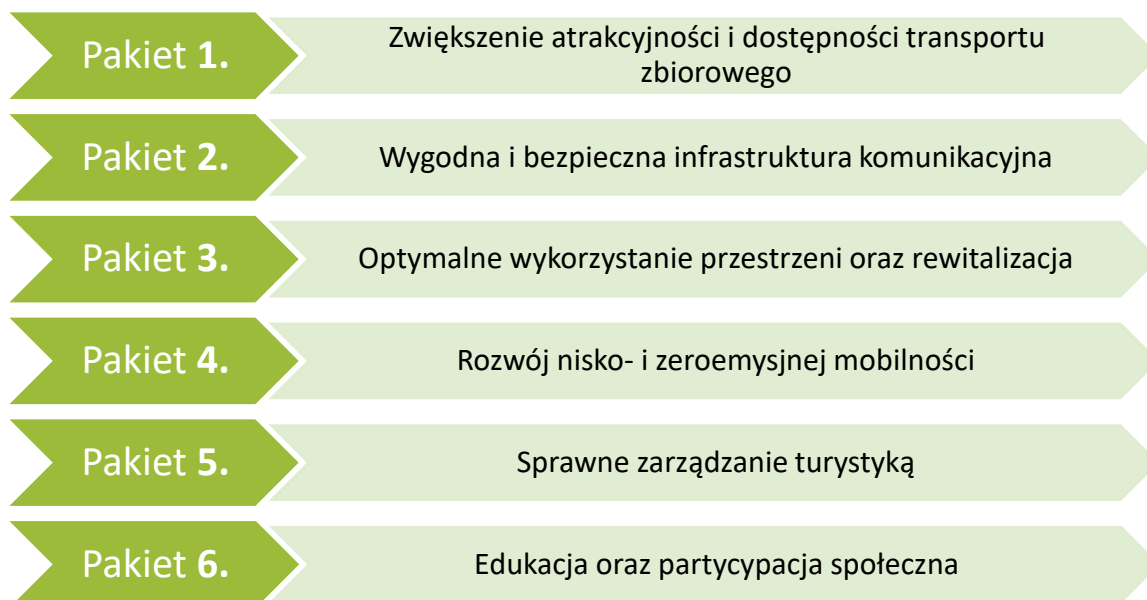 Pakiet 1.
Zwiększenie atrakcyjności i dostępności transportu
zbiorowego
Pakiet 2.
Wygodna i bezpieczna infrastruktura komunikacyjna
Pakiet 3.
Optymalne wykorzystanie przestrzeni oraz rewitalizacja
Pakiet 4.
Rozwój nisko- i zeroemysjnej mobilności
Pakiet 5.
Sprawne zarządzanie turystyką
Pakiet 6.
Edukacja oraz partycypacja społeczna